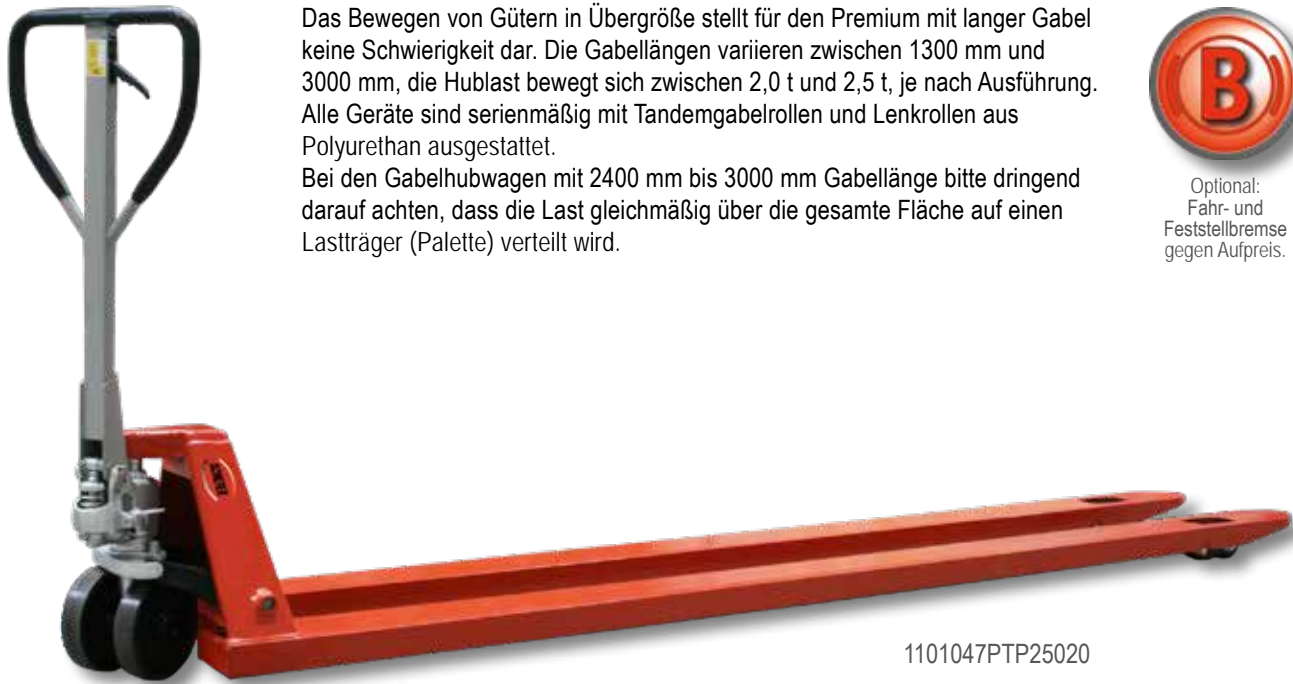 Das Bewegen von Gütern in Übergröße stellt für den Premium mit langer Gabel
keine Schwierigkeit dar. Die Gabellängen variieren zwischen 1300 mm und
3000 mm, die Hublast bewegt sich zwischen 2,0 t und 2,5 t, je nach Ausführung.
Alle Geräte sind serienmäßig mit Tandemgabelrollen und Lenkrollen aus
Polyurethan ausgestattet.
Bei den Gabelhubwagen mit 2400 mm bis 3000 mm Gabellänge bitte dringend
darauf achten, dass die Last gleichmäßig über die gesamte Fläche auf einen
Lastträger (Palette) verteilt wird.
B
Optional:
Fahr- und
Feststellbremse
gegen Aufpreis.
1101047PTP25020